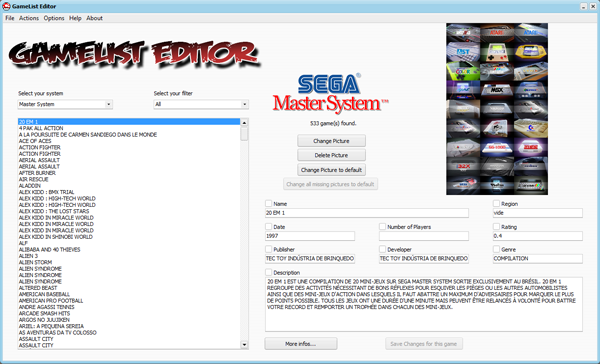 GameList Editor
File Actions Options Help About
GAMELIST EDITOR
Select your system
Select your filter
Master System
All
SEGA
Master System™
533 game(s) found.
Change Picture
Delete Picture
Change Picture to default
Change all missing pictures to default
20 EM 1
4 PAK ALL ACTION
A LA POURSUITE DE CARMEN SANDIEGO DANS LE MONDE
ACE OF ACES
ACTION FIGHTER
ACTION FIGHTER
AERIAL ASSAULT
AERIAL ASSAULT
AFTER BURNER
AIR RESCUE
ALADDIN
ALEX KIDD : BMX TRIAL
ALEX KIDD : HIGH-TECH WORLD
ALEX KIDD : HIGH-TECH WORLD
ALEX KIDD : THE LOST STARS
ALEX KIDD IN MIRACLE WORLD
ALEX KIDD IN MIRACLE WORLD
ALEX KIDD IN MIRACLE WORLD
ALEX KIDD IN SHINOBI WORLD
ALF
ALIBABA AND 40 THIEVES
ALIEN 3
ALIEN STORM
ALIEN SYNDROME
ALIEN SYNDROME
ALIEN SYNDROME
ALTERED BEAST
AMERICAN BASEBALL
AMERICAN PRO FOOTBALL
ANDRE AGASSI TENNIS
ARCADE SMASH HITS
ARGOS NO JUUJIKEN
ARIEL: A PEQUENA SEREIA
AS AVENTURAS DA TV COLOSSO
ASSAULT CITY
ASSAULT CITY
Name
Region
20 EM 1
vide
Date
Number of Players
Rating
1997
0.4
Publisher
Developer
Genre
TEC TOY INDÚSTRIA DE BRINQUEDO
TEC TOY INDÚSTRIA DE BRINQUEDO
COMPILATION
Description
20 EM 1 EST UNE COMPILATION DE 20 MINI-JEUX SUR SEGA MASTER SYSTEM SORTIE EXCLUSIVEMENT AU BRÉSIL. 20 EM 1
REGROUPE DES ACTIVITÉS NÉCESSITANT DE BONS RÉFLEXES POUR ESQUIVER LES PIÈGES OU LES AUTRES AUTOMOBILISTES
AINSI QUE DES MINI-JEUX D'ACTION DANS LESQUELS IL FAUT ABATTRE UN MAXIMUM D'ADVERSAIRES POUR MARQUER LE PLUS
DE POINTS POSSIBLE. TOUS LES JEUX ONT UNE DURÉE D'UNE MINUTE MAIS PEUVENT ÊTRE RELANCÉS À VOLONTÉ POUR BATTRE
VOTRE RECORD ET REMPORTER UN TROPHÉE DANS CHACUN DES MINI-JEUX.
More infos...
Save Changes for this game